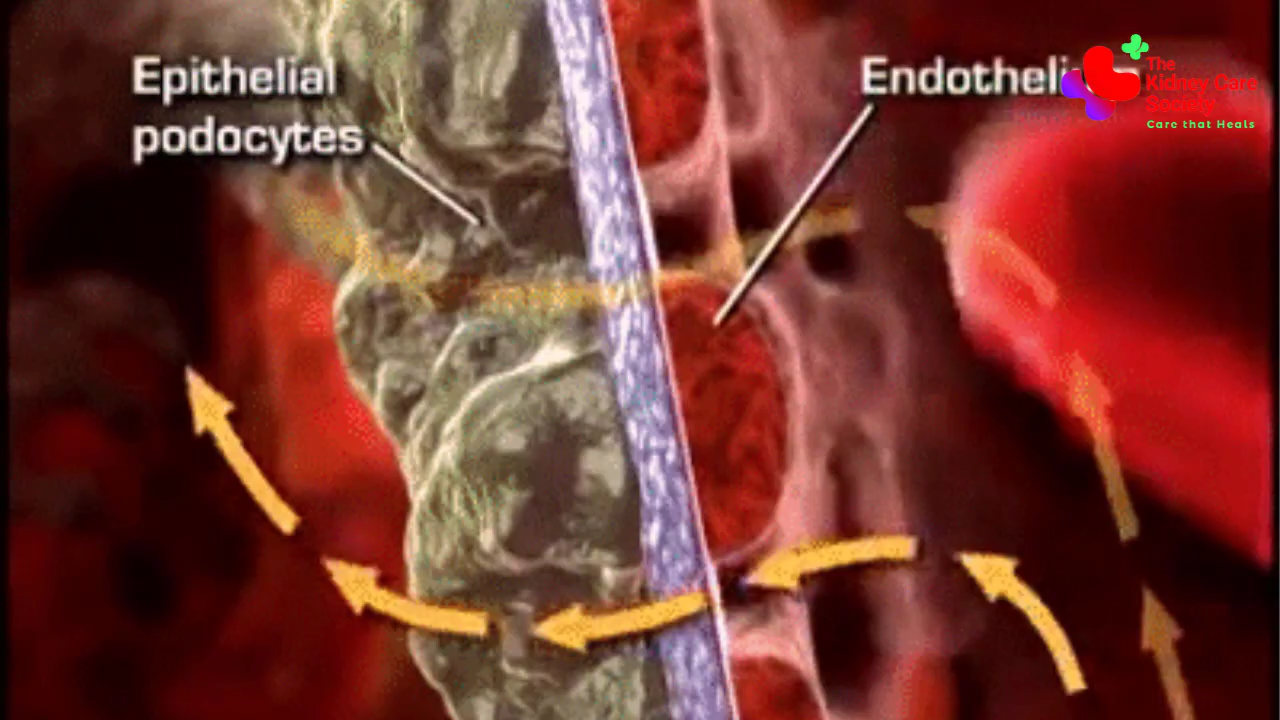 Epithelial
podocytes
Endotheli
The
Kidney Care
Society
Care that Heals